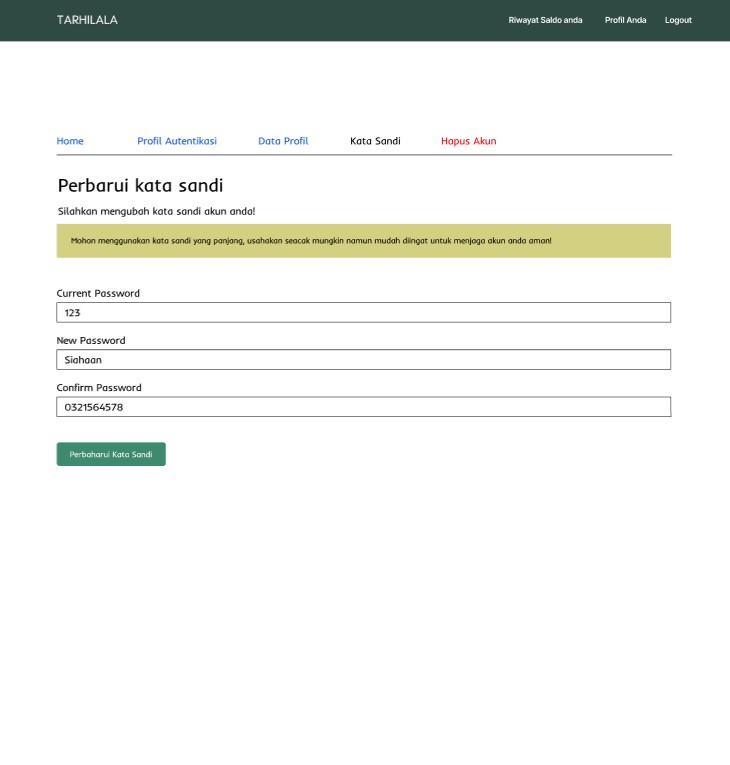 TARHILALA
Riwayat Saldo anda Profil Anda Logout
Home Profil Autentikasi Data Profil Kata Sandi Hapus Akun
Perbarui kata sandi
Silahkan mengubah kata sandi akun anda!
Mohon menggunakan kata sandi yang panjang, usahakan seacak mungkin namun mudah diingat untuk menjaga akun anda aman!
Current Password
123
New Password
Siahaan
Confirm Password
0321564578
Perbaharui Kata Sandi